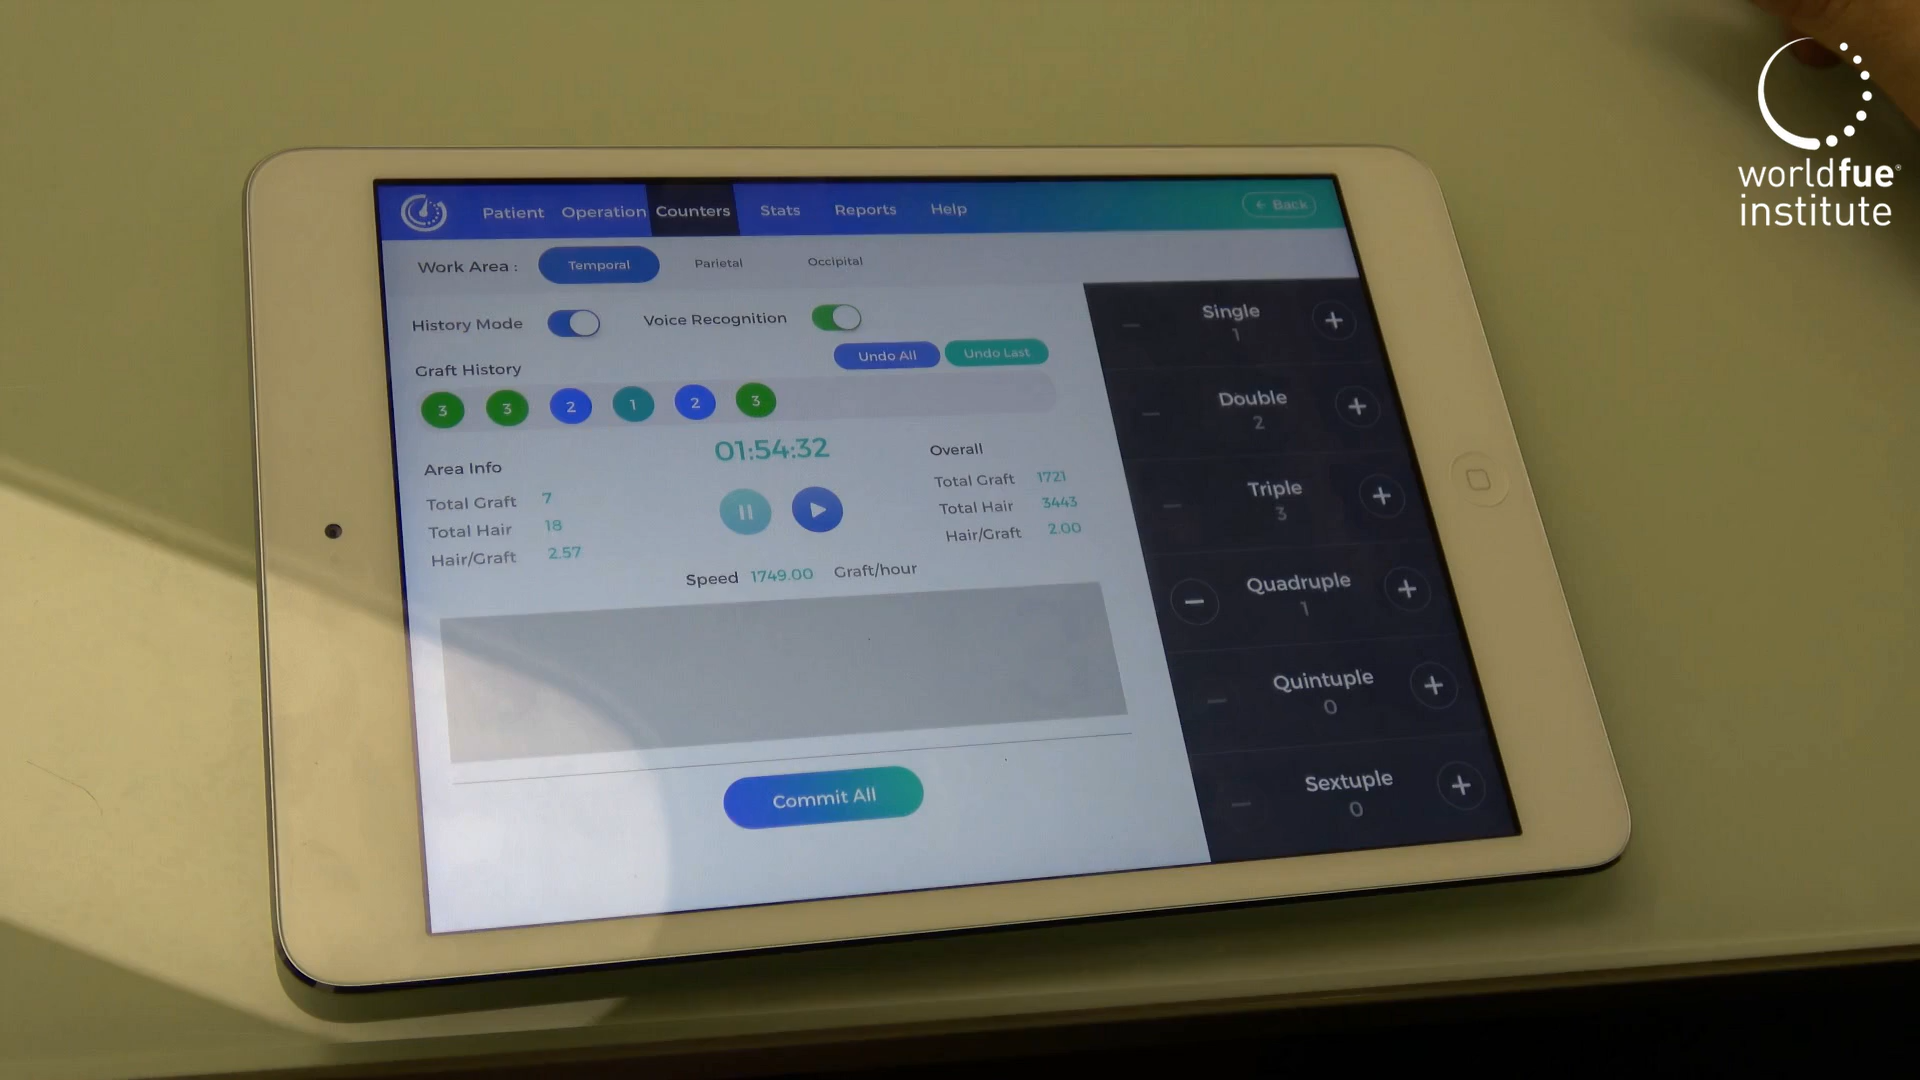 worldfue®
institute
Patient Operation Counters Stats Reports Help ← Back
Work Area : Temporal Parietal Occipital
History Mode Voice Recognition
Undo All Undo Last
Graft History
3 3 2 1 2 3
01:54:32
Area Info
Total Graft 7
Total Hair 18
Hair/Graft 2.57
Overall
Total Graft 1721
Total Hair 3443
Hair/Graft 2.00
Speed 1749.00 Graft/hour
Commit All
− Single +
1
− Double +
2
− Triple +
3
− Quadruple +
1
− Quintuple +
0
− Sextuple +
0